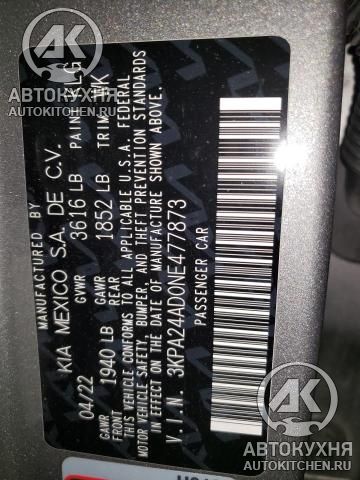 MANUFACTURED BY
KIA MEXICO S.A. DE C.V.
04/22 GVWR 3616 LB PAINT KLG
GAWR FRONT 1940 LB GAWR REAR 1852 LB TRIM WK
THIS VEHICLE CONFORMS TO ALL APPLICABLE U.S.A. FEDERAL
MOTOR VEHICLE SAFETY, BUMPER, AND THEFT PREVENTION STANDARDS
IN EFFECT ON THE DATE OF MANUFACTURE SHOWN ABOVE.
V.I.N. 3KPA24AD0NE477873
PASSENGER CAR
АВТОКУХНЯ
AUTOKITCHEN.RU
АВТОКУХНЯ
AUTOKITCHEN.RU